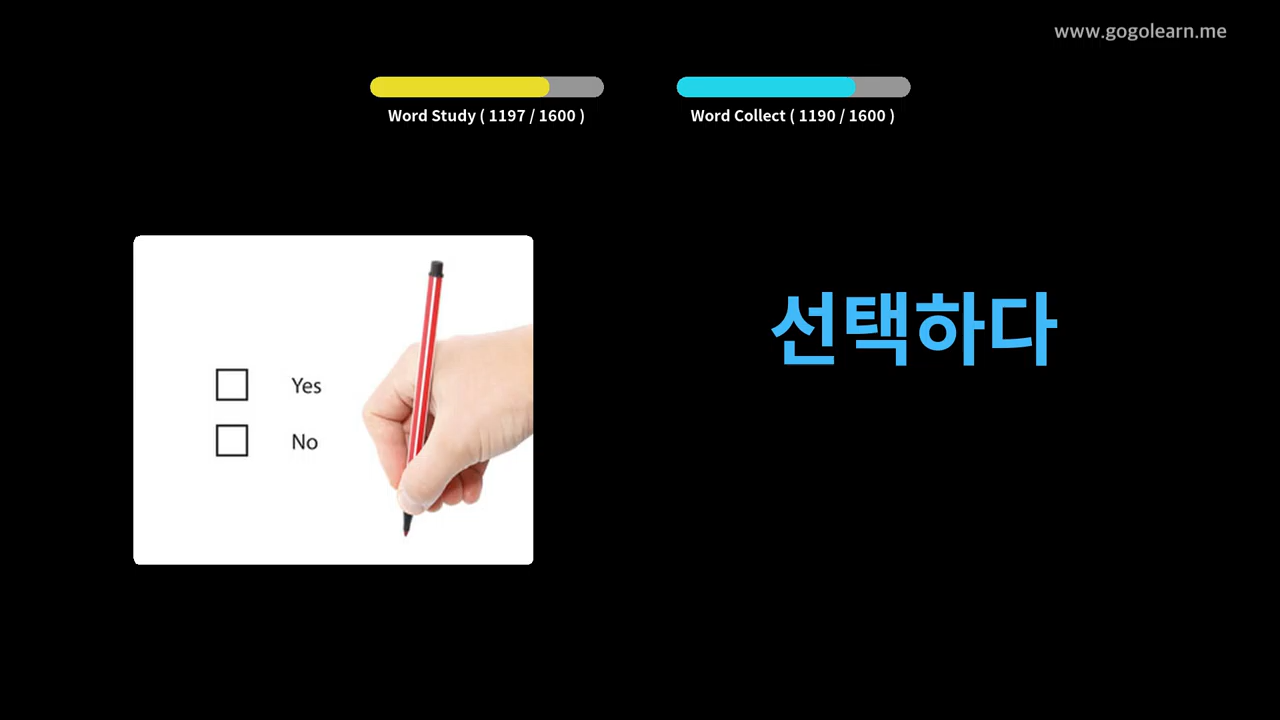 www.gogolearn.me
Word Study ( 1197 / 1600 )
Word Collect ( 1190 / 1600 )
선택하다
Yes
No